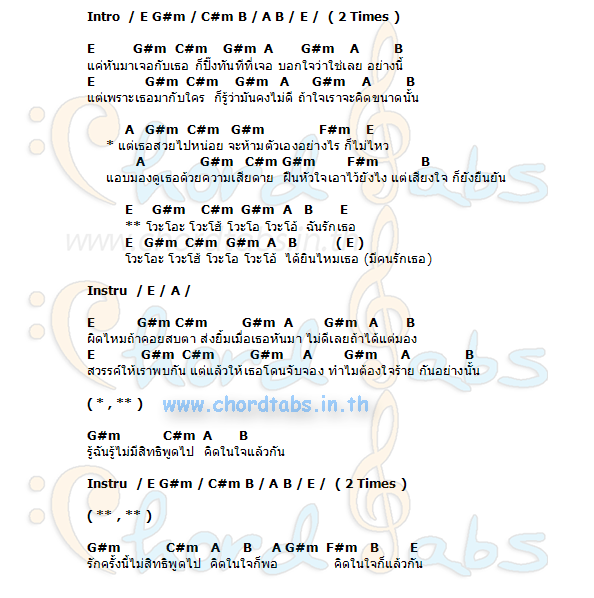 Intro / E G#m / C#m B / A B / E / ( 2 Times )
E G#m C#m G#m A G#m A B
แค่หันมาเจอกับเธอ ก็ปิ๊งทันทีที่เจอ บอกใจว่าใช่เลย อย่างนี้
E G#m C#m G#m A G#m A B
แต่เพราะเธอมากับใคร ก็รู้ว่ามันคงไม่ดี ถ้าใจเราจะคิดขนาดนั้น
A G#m C#m G#m F#m E
* แต่เธอสวยไปหน่อย จะห้ามตัวเองอย่างไร ก็ไม่ไหว
A G#m C#m G#m F#m B
แอบมองดูเธอด้วยความเสียดาย ฝืนหัวใจเอาไว้ยังไง แต่เสียงใจ ก็ยังยืนยัน
E G#m C#m G#m A B E
** โวะโอะ โวะโฮ้ โวะโอ โวะโอ้ ฉันรักเธอ
www.chordtabs.in.th
E G#m C#m G#m A B ( E )
โวะโอะ โวะโฮ้ โวะโอ โวะโอ้ ได้ยินไหมเธอ (มีคนรักเธอ)
Instru / E / A /
E G#m C#m G#m A G#m A B
ผิดไหมถ้าคอยสบตา ส่งยิ้มเมื่อเธอหันมา ไม่ดีเลยถ้าได้แต่มอง
E G#m C#m G#m A G#m A B
สวรรค์ให้เราพบกัน แต่แล้วให้เธอโดนจับจอง ทำไมต้องใจร้าย กันอย่างนั้น
( * , ** ) www.chordtabs.in.th
G#m C#m A B
รู้ฉันรู้ไม่มีสิทธิพูดไป คิดในใจแล้วกัน
Instru / E G#m / C#m B / A B / E / ( 2 Times )
( ** , ** )
G#m C#m A B A G#m F#m B E
รักครั้งนี้ไม่สิทธิพูดไป คิดในใจก็พอ คิดในใจก็แล้วกัน